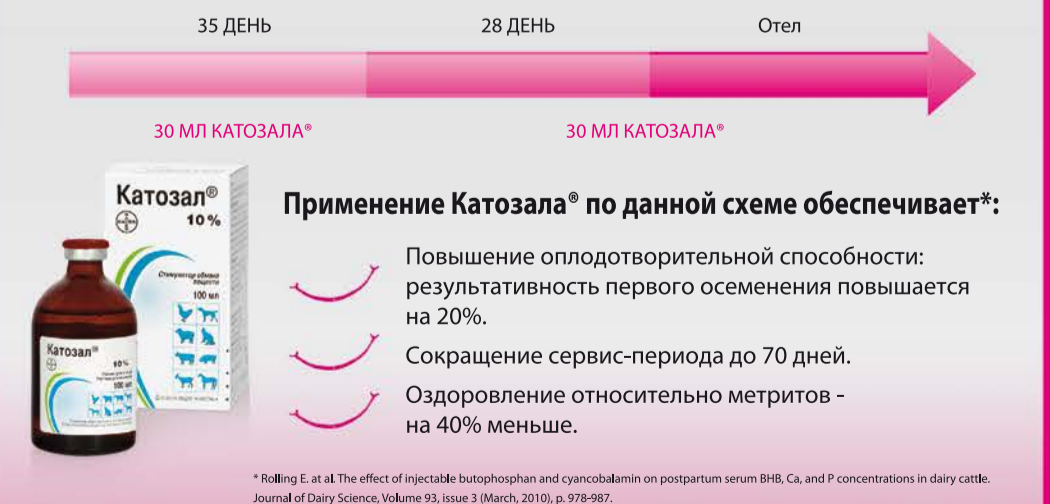 35 ДЕНЬ 28 ДЕНЬ Отел
30 МЛ КАТОЗАЛА® 30 МЛ КАТОЗАЛА®
Катозал®
10%
Стимулятор обмена
веществ
100 мл
Катозал®
10%
100 мл
Применение Катозала® по данной схеме обеспечивает*:
Повышение оплодотворительной способности:
результативность первого осеменения повышается
на 20%.
Сокращение сервис-периода до 70 дней.
Оздоровление относительно метритов -
на 40% меньше.
* Rolling E. at al. The effect of injectable butophosphan and cyancobalamin on postpartum serum BHB, Ca, and P concentrations in dairy cattle.
Journal of Dairy Science, Volume 93, issue 3 (March, 2010), p. 978-987.